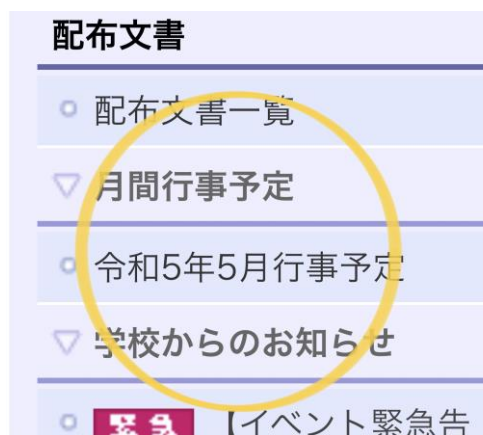 配布文書
配布文書一覧
月間行事予定
令和5年5月行事予定
学校からのお知らせ
緊急 【イベント緊急告